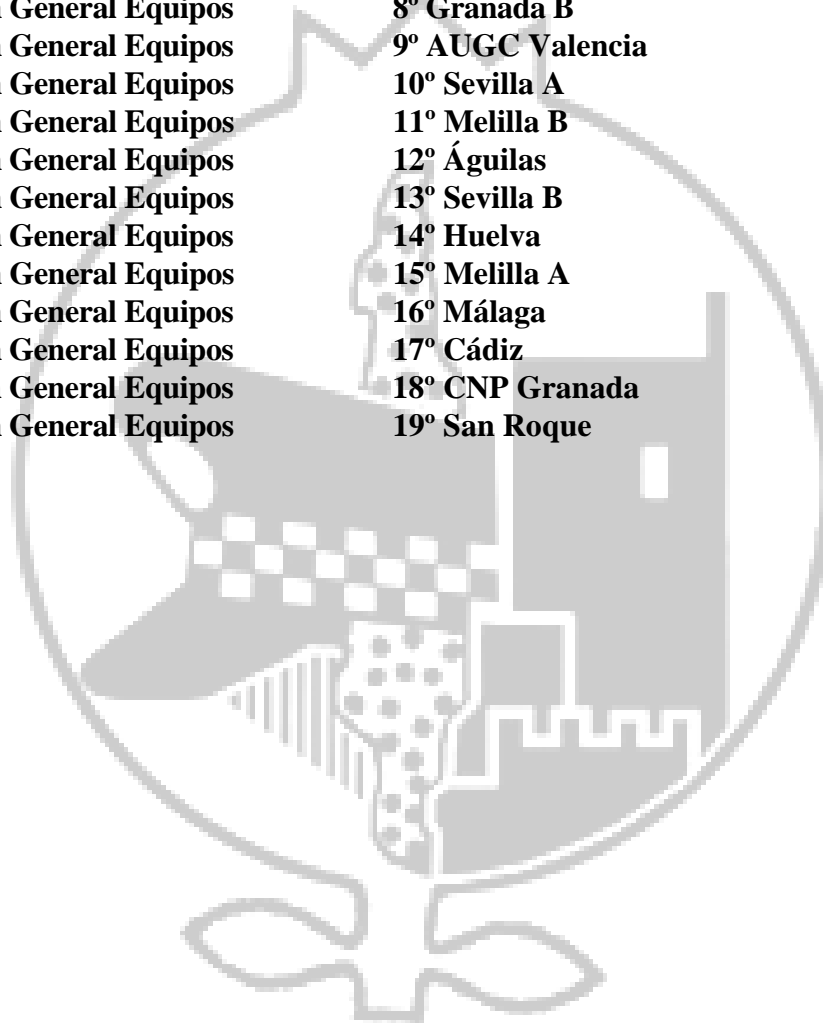 General Equipos 8º Granada B
General Equipos 9º AUGC Valencia
General Equipos 10º Sevilla A
General Equipos 11º Melilla B
General Equipos 12º Águilas
General Equipos 13º Sevilla B
General Equipos 14º Huelva
General Equipos 15º Melilla A
General Equipos 16º Málaga
General Equipos 17º Cádiz
General Equipos 18º CNP Granada
General Equipos 19º San Roque